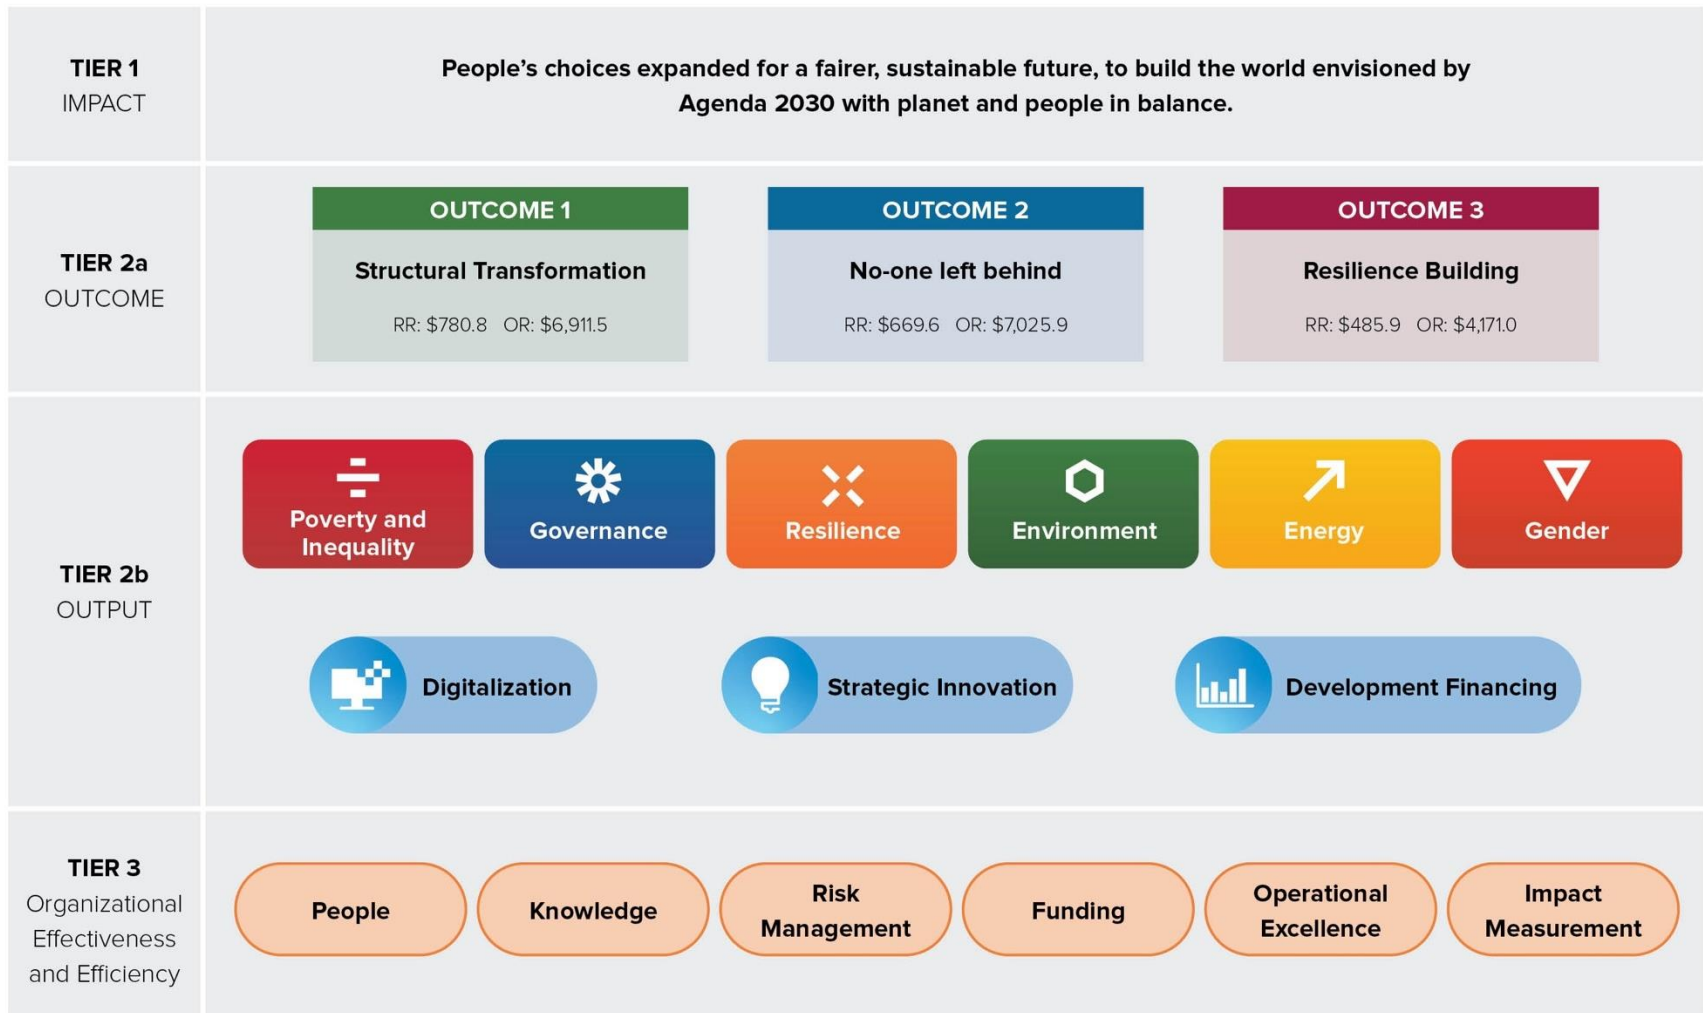 TIER 1
IMPACT
People’s choices expanded for a fairer, sustainable future, to build the world envisioned by
Agenda 2030 with planet and people in balance.
TIER 2a
OUTCOME
OUTCOME 1
Structural Transformation
RR: $780.8 OR: $6,911.5
OUTCOME 2
No-one left behind
RR: $669.6 OR: $7,025.9
OUTCOME 3
Resilience Building
RR: $485.9 OR: $4,171.0
TIER 2b
OUTPUT
Poverty and
Inequality
Governance
Resilience
Environment
Energy
Gender
Digitalization
Strategic Innovation
Development Financing
TIER 3
Organizational
Effectiveness
and Efficiency
People
Knowledge
Risk
Management
Funding
Operational
Excellence
Impact
Measurement